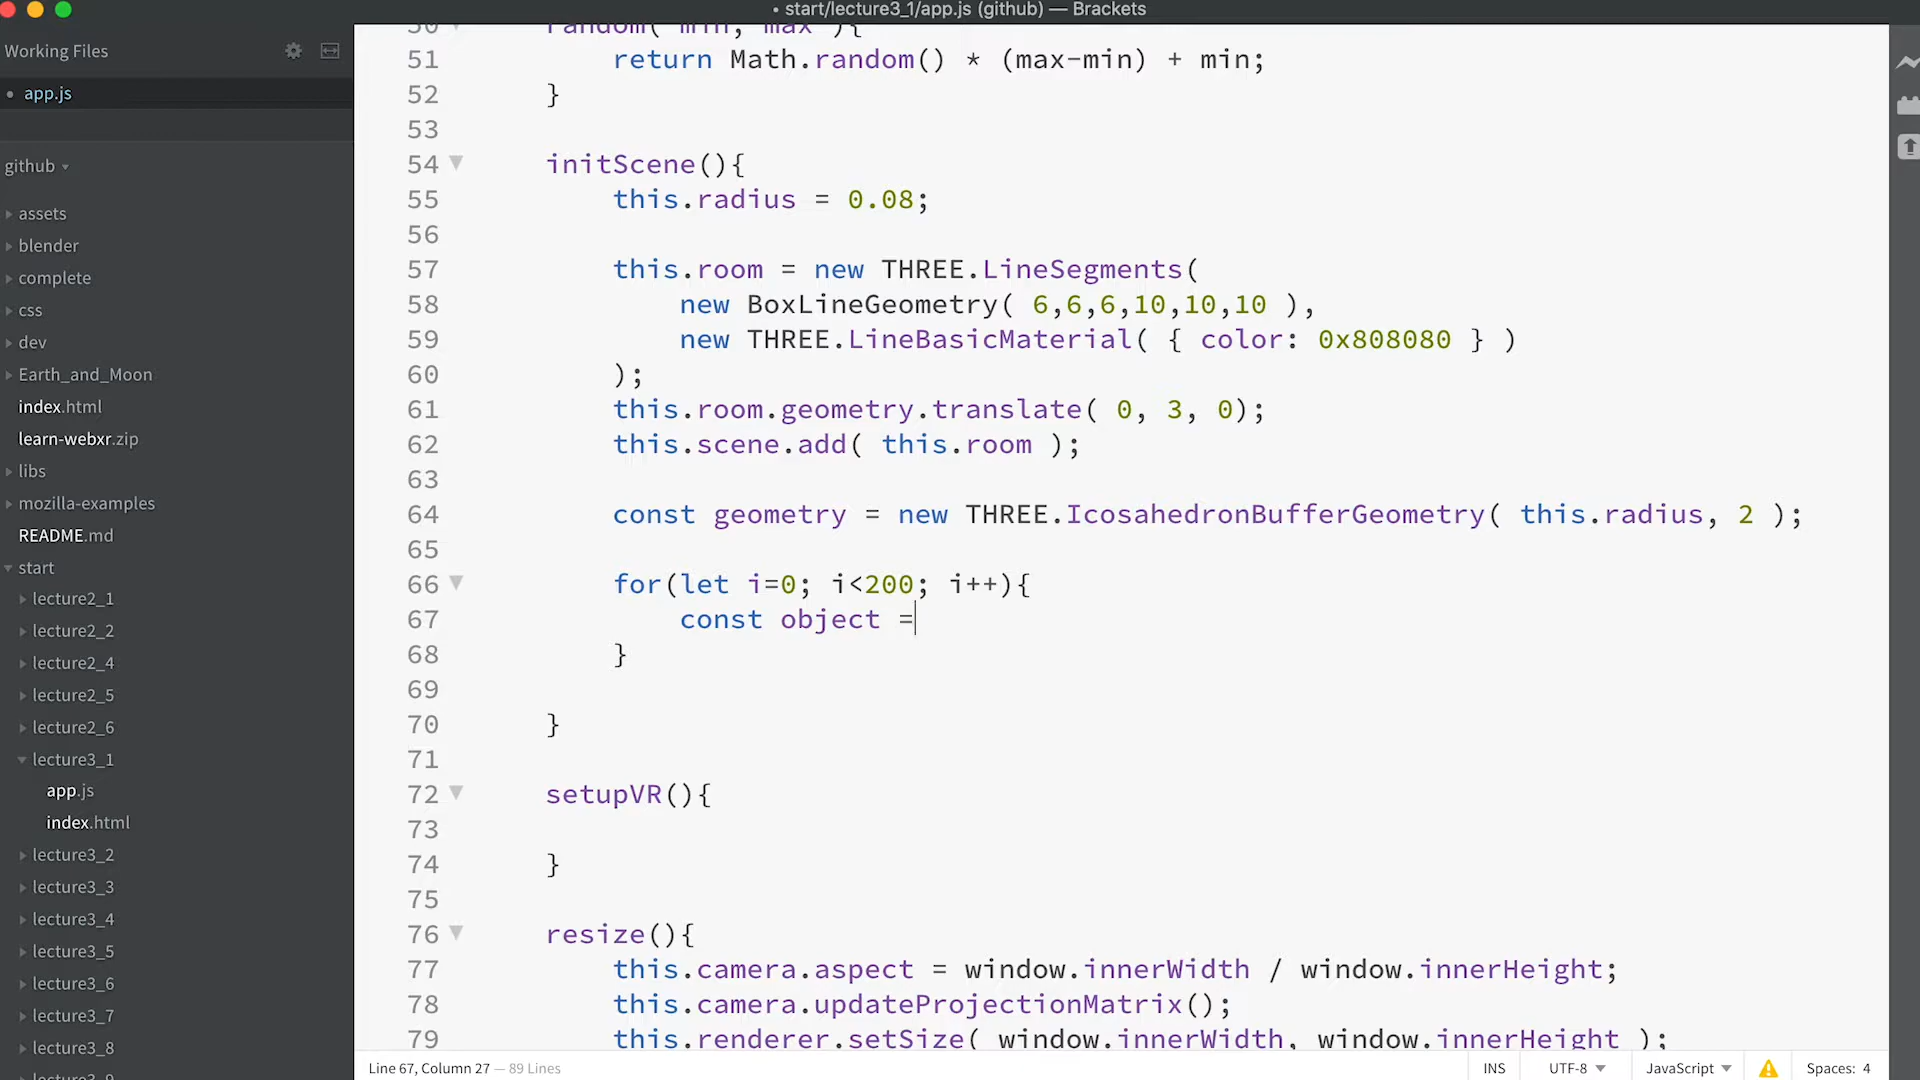 start/lecture3_1/app.js (github) — Brackets
Working Files
app.js
github
assets
blender
complete
css
dev
Earth_and_Moon
index.html
learn-webxr.zip
libs
mozilla-examples
README.md
start
lecture2_1
lecture2_2
lecture2_4
lecture2_5
lecture2_6
lecture3_1
app.js
index.html
lecture3_2
lecture3_3
lecture3_4
lecture3_5
lecture3_6
lecture3_7
lecture3_8
lecture3_9
50 random( min, max ){
51 return Math.random() * (max-min) + min;
52 }
53
54 initScene(){
55 this.radius = 0.08;
56
57 this.room = new THREE.LineSegments(
58 new BoxLineGeometry( 6,6,6,10,10,10 ),
59 new THREE.LineBasicMaterial( { color: 0x808080 } )
60 );
61 this.room.geometry.translate( 0, 3, 0);
62 this.scene.add( this.room );
63
64 const geometry = new THREE.IcosahedronBufferGeometry( this.radius, 2 );
65
66 for(let i=0; i<200; i++){
67 const object =
68 }
69
70 }
71
72 setupVR(){
73
74 }
75
76 resize(){
77 this.camera.aspect = window.innerWidth / window.innerHeight;
78 this.camera.updateProjectionMatrix();
79 this.renderer.setSize( window.innerWidth, window.innerHeight );
Line 67, Column 27 — 89 Lines
INS
UTF-8
JavaScript
Spaces: 4